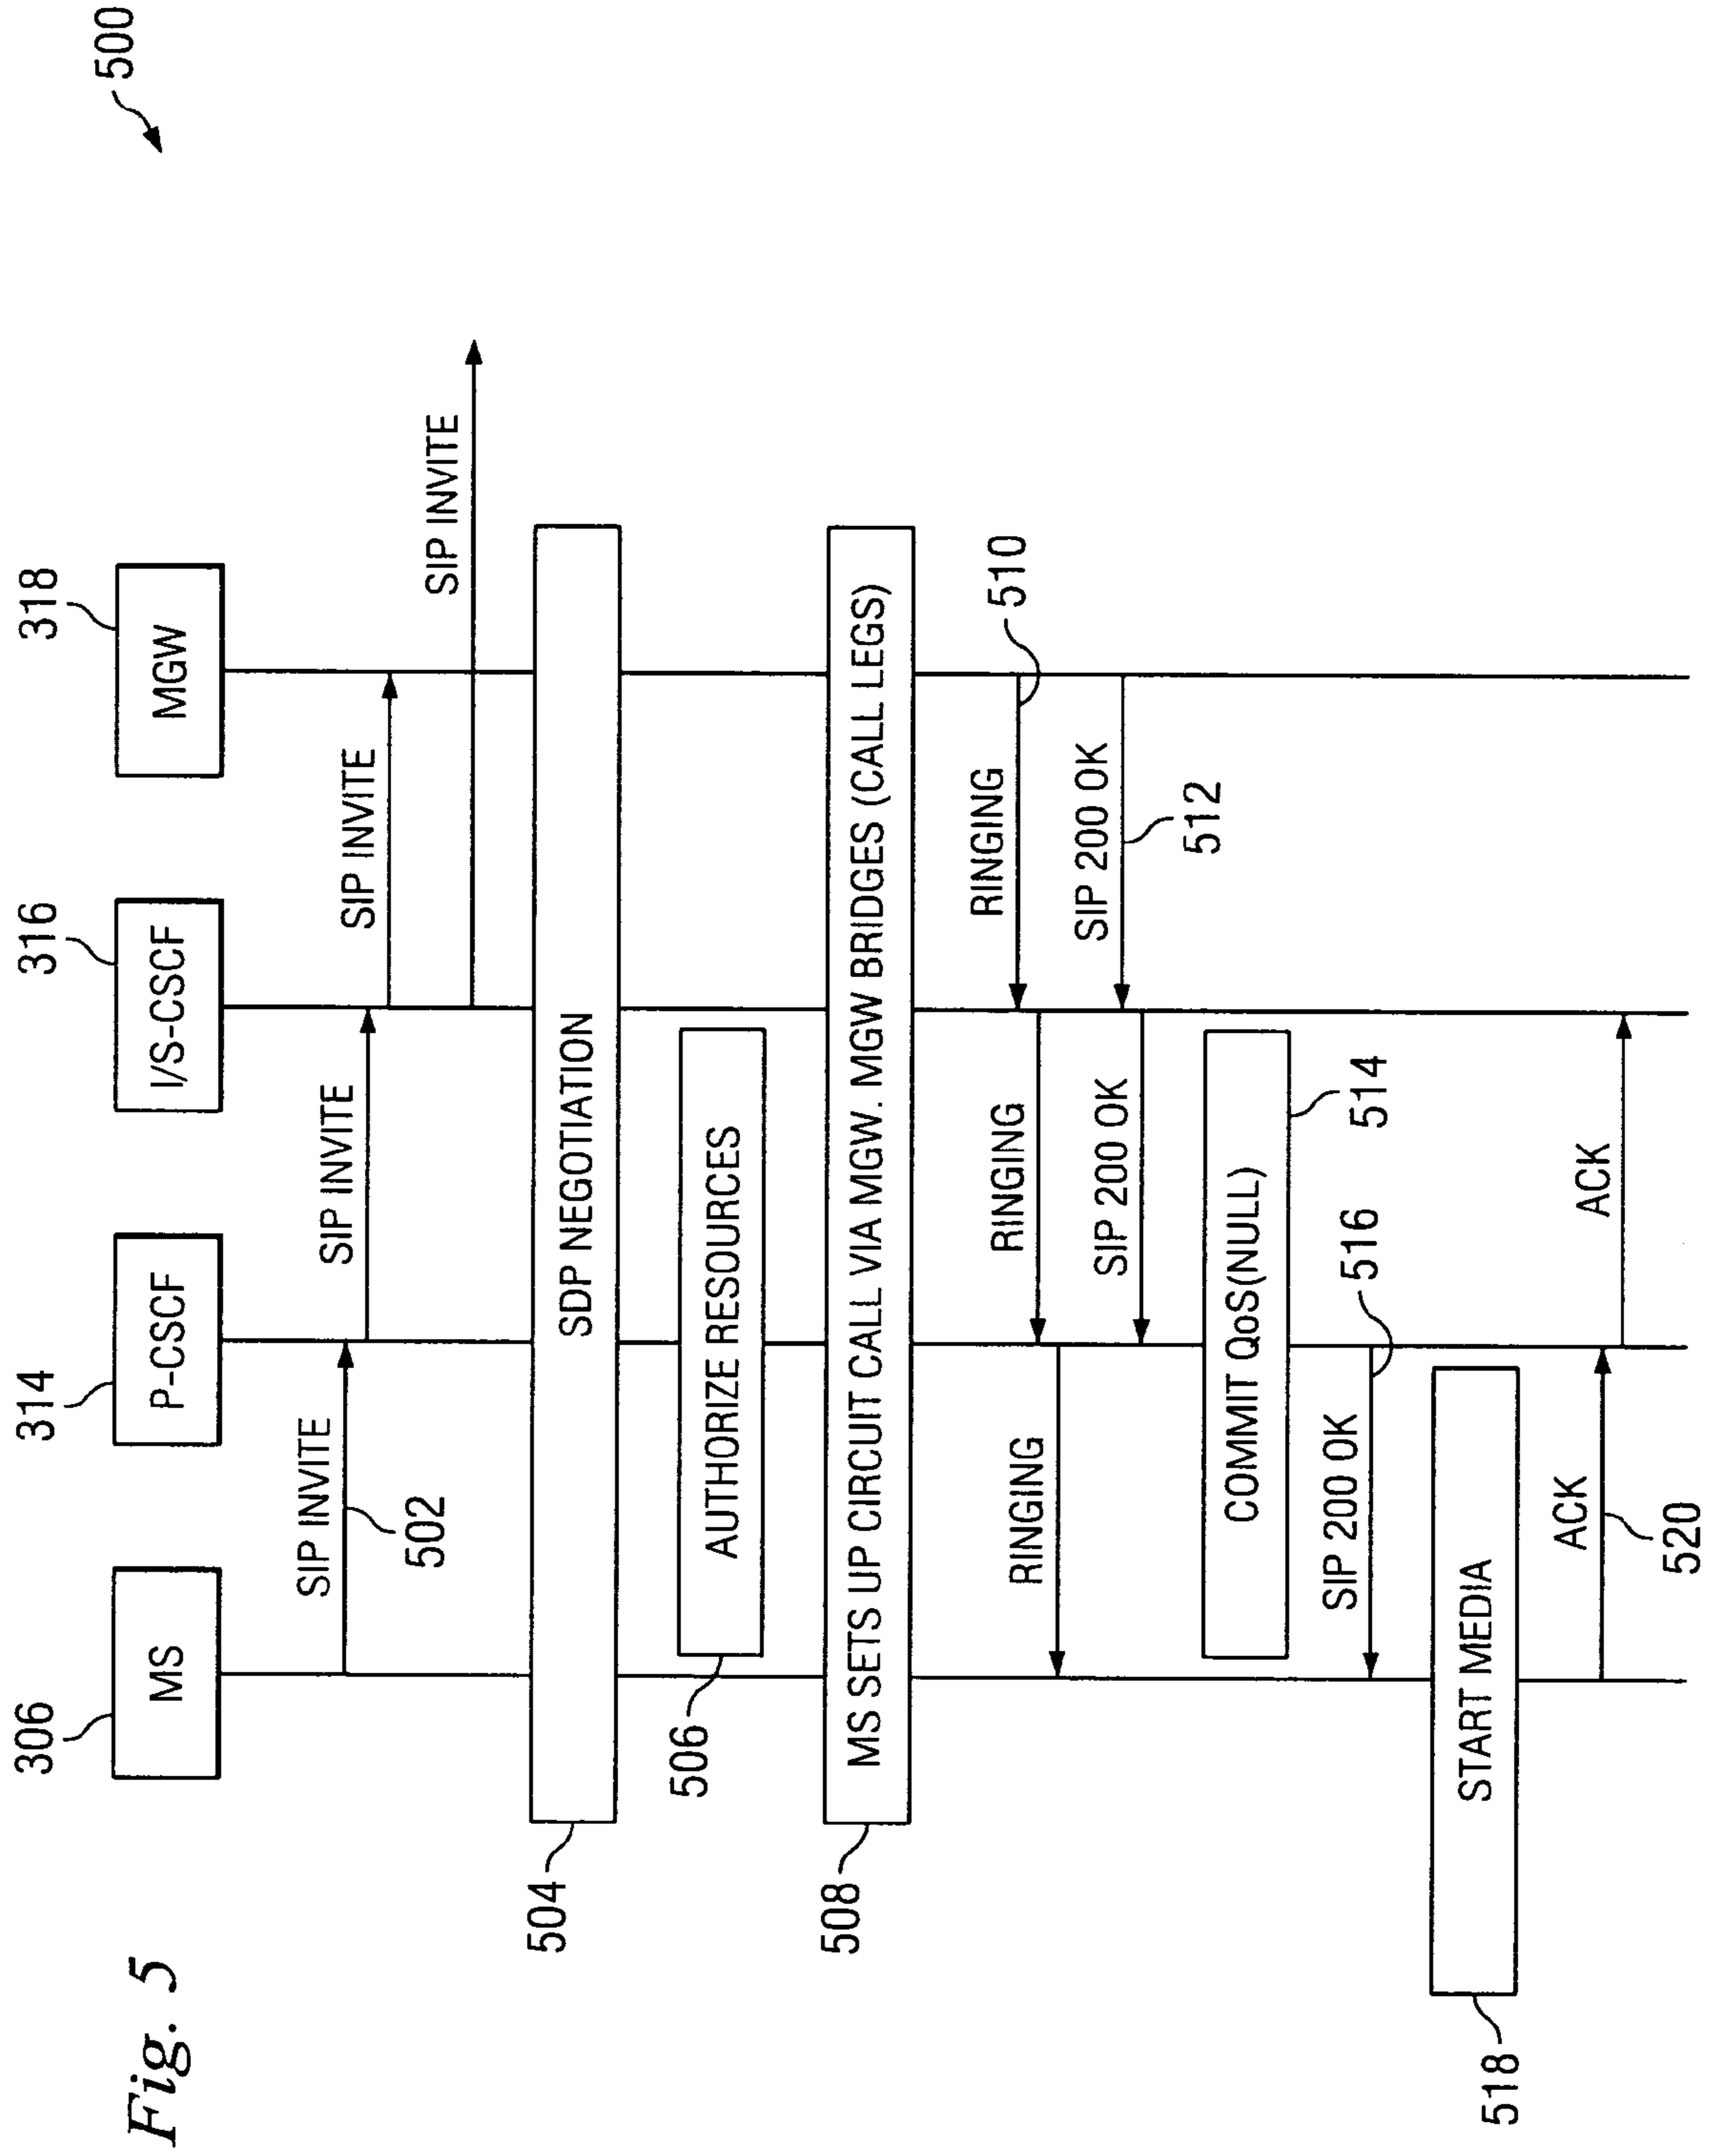 Fig. 5
500
306
314
316
318
MS
P-CSCF
I/S-CSCF
MGW
SIP INVITE
502
SIP INVITE
SIP INVITE
SIP INVITE
504
SDP NEGOTIATION
506
AUTHORIZE RESOURCES
508
MS SETS UP CIRCUIT CALL VIA MGW. MGW BRIDGES (CALL LEGS)
RINGING
510
RINGING
RINGING
SIP 200 OK
512
SIP 200 OK
COMMIT QoS(NULL)
514
SIP 200 OK
516
START MEDIA
518
ACK
520
ACK